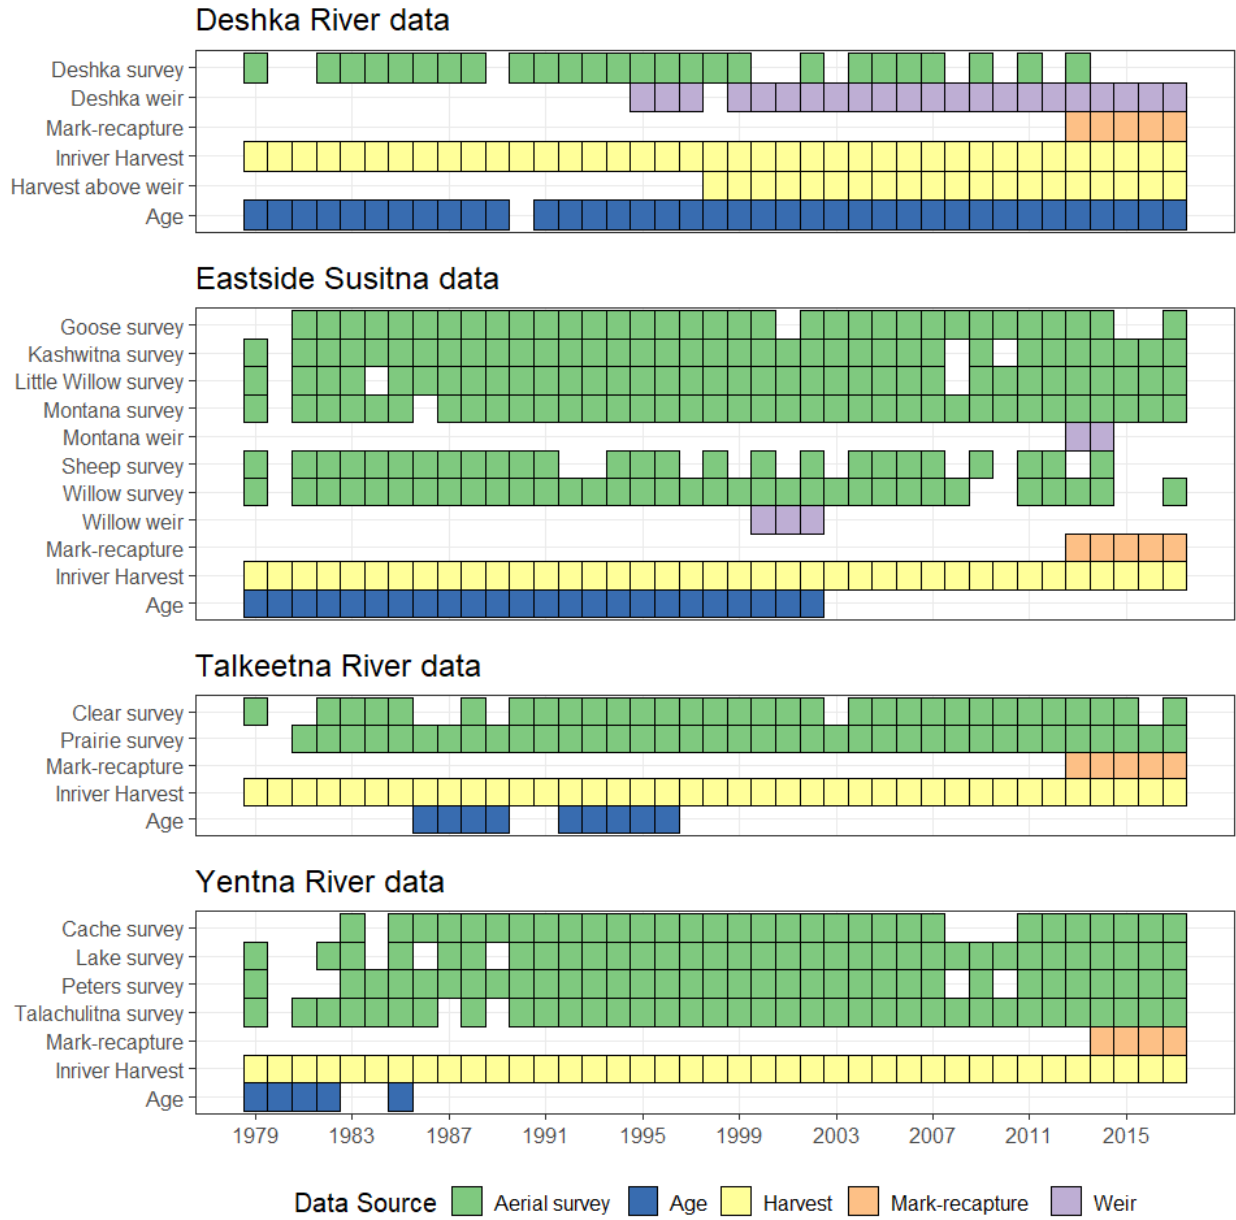 Deshka River data
Deshka survey
Deshka weir
Mark-recapture
Inriver Harvest
Harvest above weir
Age
Eastside Susitna data
Goose survey
Kashwitna survey
Little Willow survey
Montana survey
Montana weir
Sheep survey
Willow survey
Willow weir
Mark-recapture
Inriver Harvest
Age
Talkeetna River data
Clear survey
Prairie survey
Mark-recapture
Inriver Harvest
Age
Yentna River data
Cache survey
Lake survey
Peters survey
Talachulitna survey
Mark-recapture
Inriver Harvest
Age
1979 1983 1987 1991 1995 1999 2003 2007 2011 2015
Data Source Aerial survey Age Harvest Mark-recapture Weir